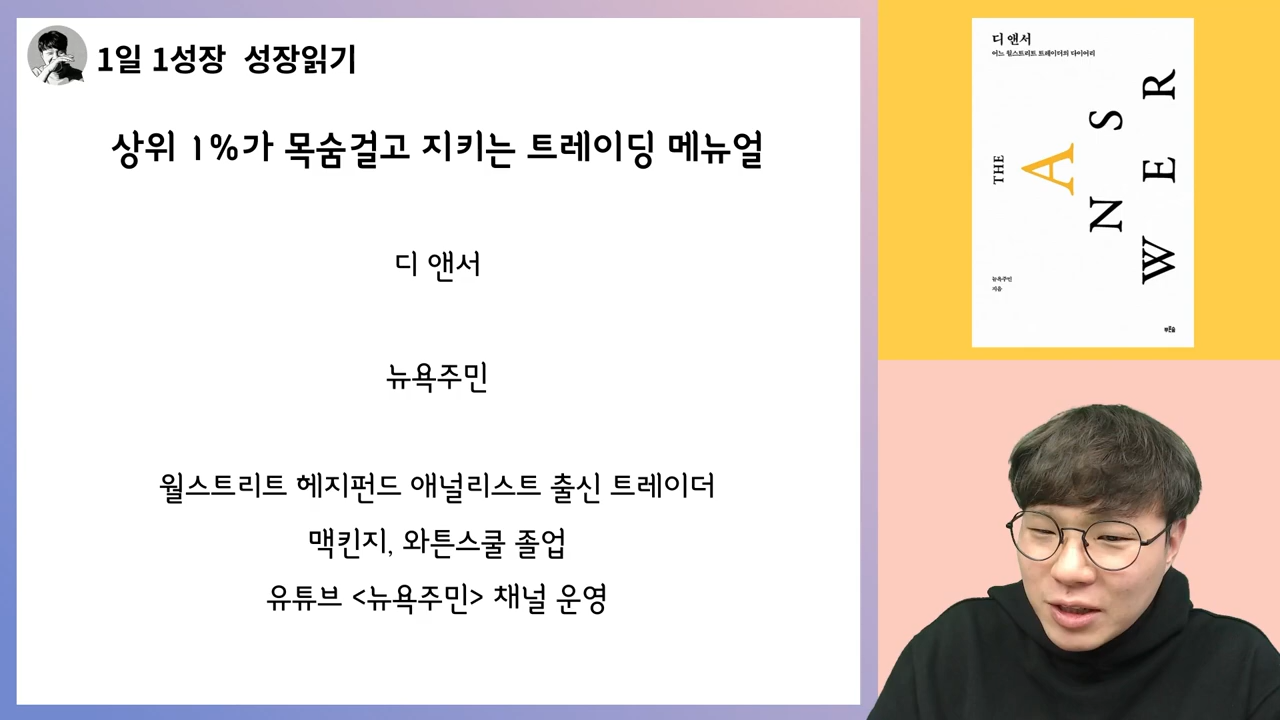 1일 1성장 성장읽기
상위 1%가 목숨걸고 지키는 트레이딩 메뉴얼
디 앤서
뉴욕주민
월스트리트 헤지펀드 애널리스트 출신 트레이더
맥킨지, 와튼스쿨 졸업
유튜브 <뉴욕주민> 채널 운영
디 앤서
어느 월스트리트 트레이더의 다이어리
THE
ANSWER
뉴욕주민
지음
푸른숲